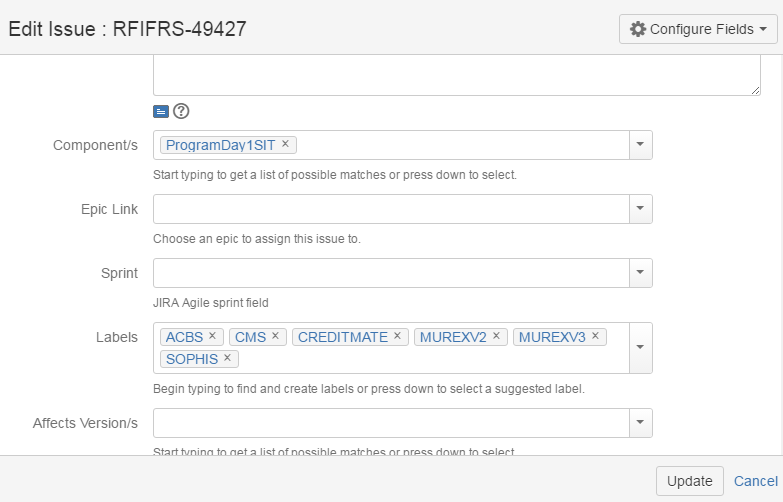 Edit Issue : RFIFRS-49427
Configure Fields
Component/s
ProgramDay1SIT ×
Start typing to get a list of possible matches or press down to select.
Epic Link
Choose an epic to assign this issue to.
Sprint
JIRA Agile sprint field
Labels
ACBS × CMS × CREDITMATE × MUREXV2 × MUREXV3 ×
SOPHIS ×
Begin typing to find and create labels or press down to select a suggested label.
Affects Version/s
Start typing to get a list of possible matches or press down to select.
Update Cancel